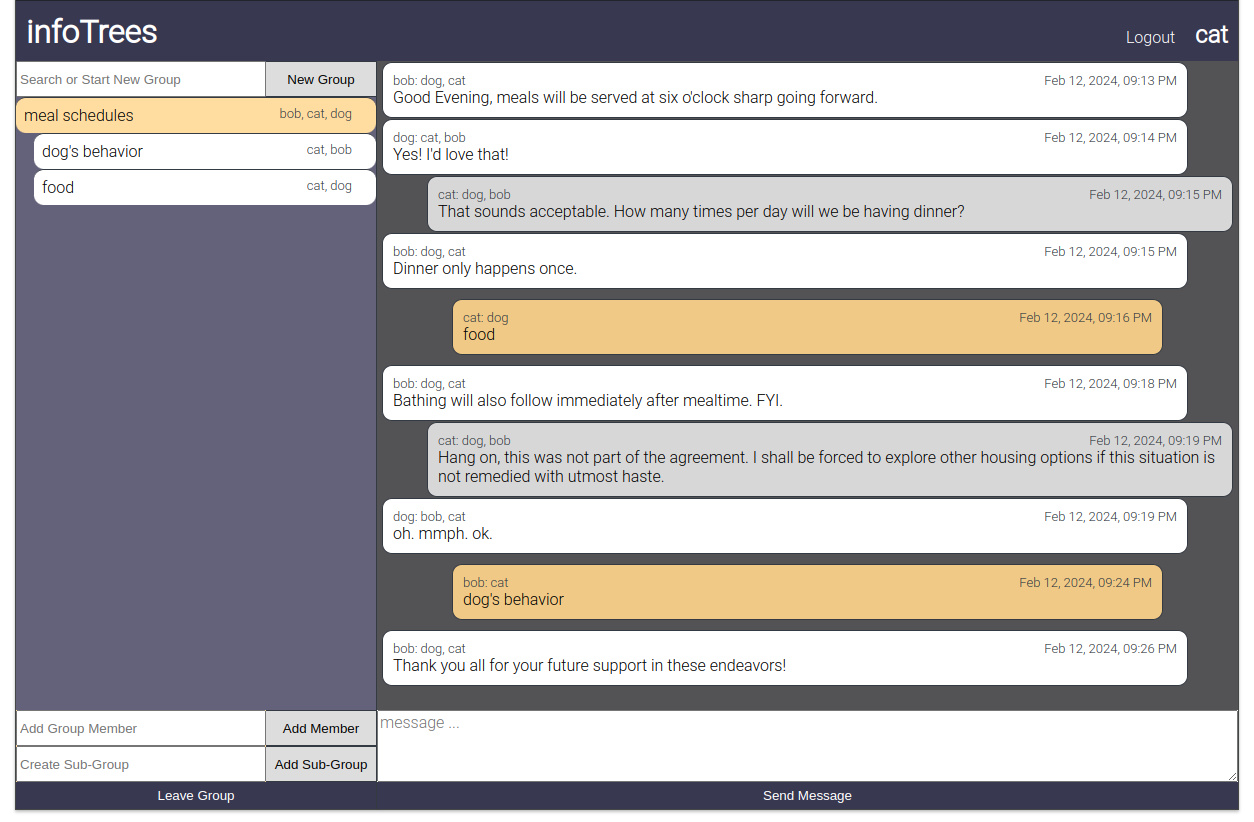 infoTrees
Logout cat
Search or Start New Group New Group
meal schedules bob, cat, dog
dog's behavior cat, bob
food cat, dog
bob: dog, cat Feb 12, 2024, 09:13 PM
Good Evening, meals will be served at six o'clock sharp going forward.
dog: cat, bob Feb 12, 2024, 09:14 PM
Yes! I'd love that!
cat: dog, bob Feb 12, 2024, 09:15 PM
That sounds acceptable. How many times per day will we be having dinner?
bob: dog, cat Feb 12, 2024, 09:15 PM
Dinner only happens once.
cat: dog Feb 12, 2024, 09:16 PM
food
bob: dog, cat Feb 12, 2024, 09:18 PM
Bathing will also follow immediately after mealtime. FYI.
cat: dog, bob Feb 12, 2024, 09:19 PM
Hang on, this was not part of the agreement. I shall be forced to explore other housing options if this situation is
not remedied with utmost haste.
dog: bob, cat Feb 12, 2024, 09:19 PM
oh. mmph. ok.
bob: cat Feb 12, 2024, 09:24 PM
dog's behavior
bob: dog, cat Feb 12, 2024, 09:26 PM
Thank you all for your future support in these endeavors!
Add Group Member Add Member
Create Sub-Group Add Sub-Group
Leave Group
message ...
Send Message